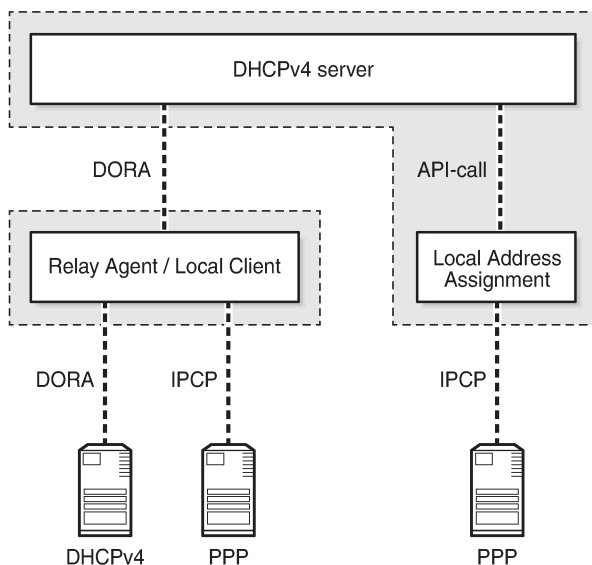 DHCPv4 server
DORA
API-call
Relay Agent / Local Client
Local Address
Assignment
DORA
IPCP
IPCP
DHCPv4
PPP
PPP